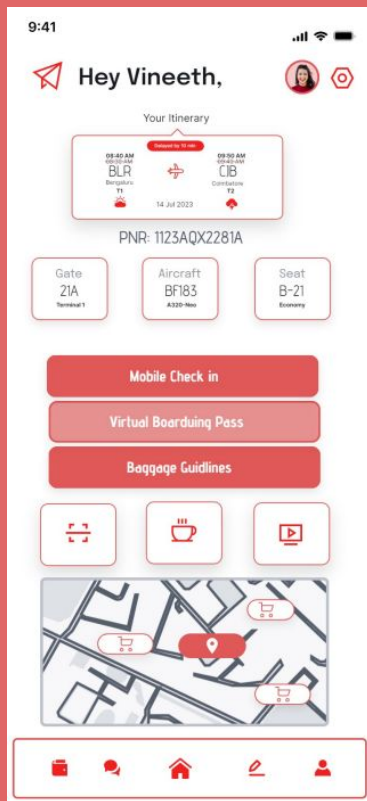 9:41
Hey Vineeth,
Your Itinerary
Delayed by 10 min
08:40 AM 09:50 AM
BLR CJB
Bengaluru Coimbatore
T1 T2
14 Jul 2023
PNR: 1123AQX2281A
Gate Aircraft Seat
21A BF183 B-21
Terminal 1 A320-Neo Economy
Mobile Check in
Virtual Boarduing Pass
Baggage Guidlines